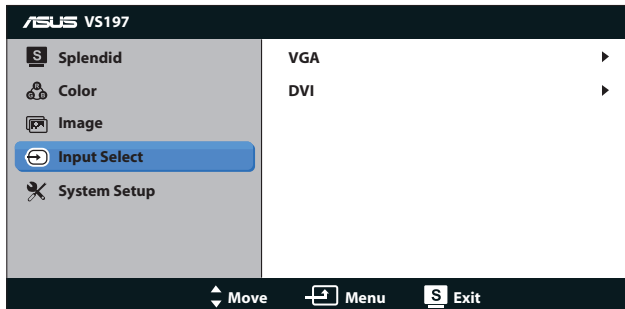 ASUS VS197
S Splendid
Color
Image
Input Select
System Setup
VGA
DVI
Move Menu S Exit